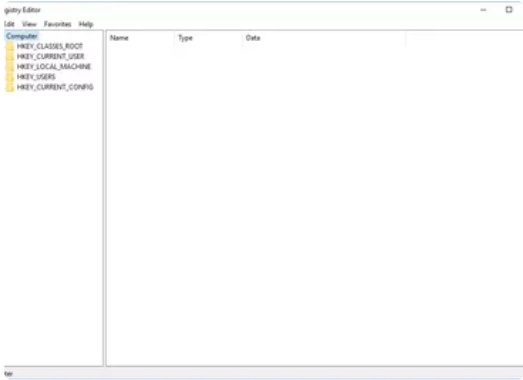 gistry Editor
Edit View Favorites Help
Computer
HKEY_CLASSES_ROOT
HKEY_CURRENT_USER
HKEY_LOCAL_MACHINE
HKEY_USERS
HKEY_CURRENT_CONFIG
Name Type Data